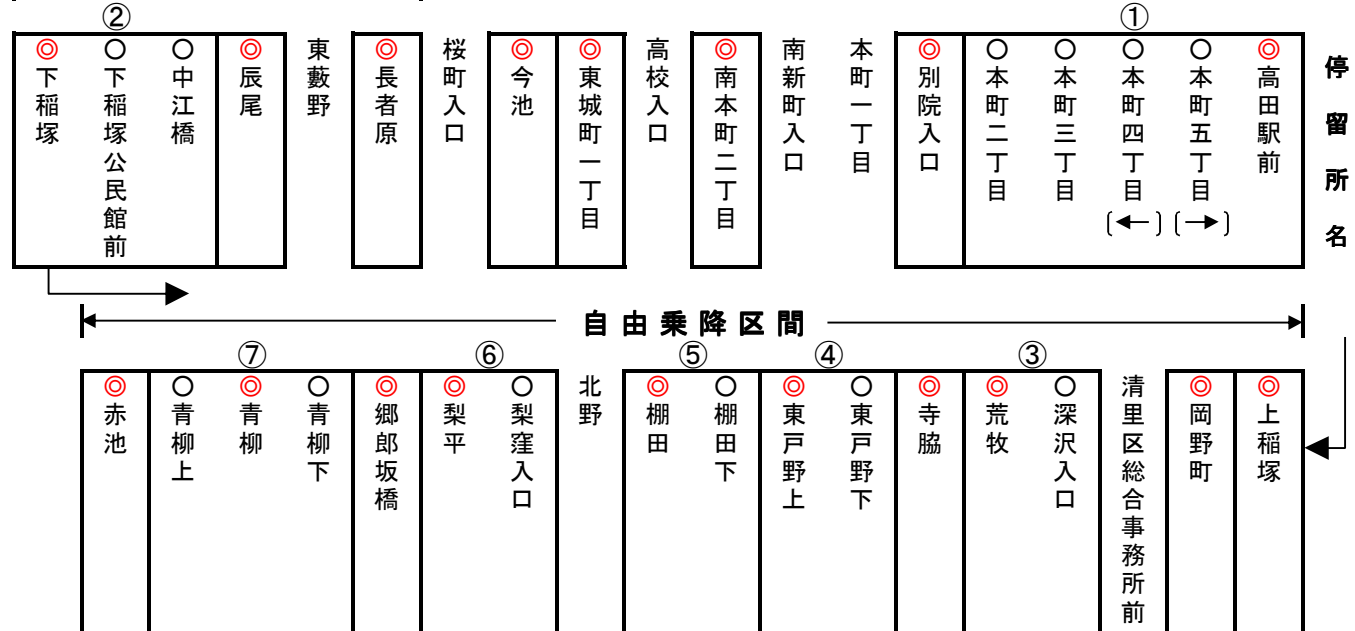 停留所名
①
◎高田駅前
○本町五丁目(→)
○本町四丁目(←)
○本町三丁目
○本町二丁目
◎別院入口
本町一丁目
南新町入口
◎南本町二丁目
高校入口
◎東城町一丁目
◎今池
桜町入口
◎長者原
東藪野
◎辰尾
②
○中江橋
○下稲塚公民館前
◎下稲塚
自由乗降区間
◎上稲塚
◎岡野町
清里区総合事務所前
③
○深沢入口
◎荒牧
◎寺脇
④
○東戸野下
◎東戸野上
⑤
○棚田下
◎棚田
北野
⑥
○梨窪入口
◎梨平
◎郷郎坂橋
⑦
○青柳下
◎青柳
○青柳上
◎赤池